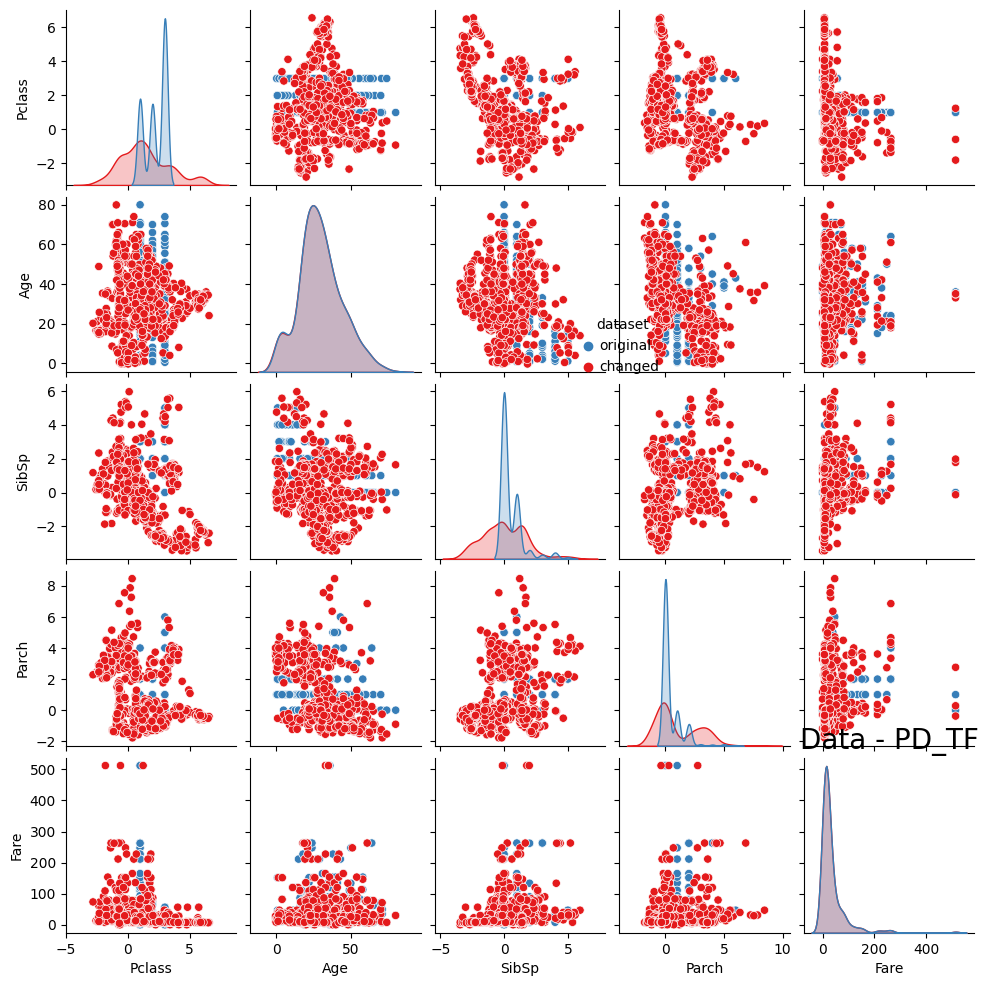 6
4
2
0
−2
Pclass
80
60
40
20
0
Age
dataset
original
changed
6
4
2
0
−2
SibSp
8
6
4
2
0
−2
Parch
Data - PD_TF
500
400
300
200
100
0
Fare
−5 0 5
Pclass
0 50
Age
−5 0 5
SibSp
0 5 10
Parch
0 200 400
Fare